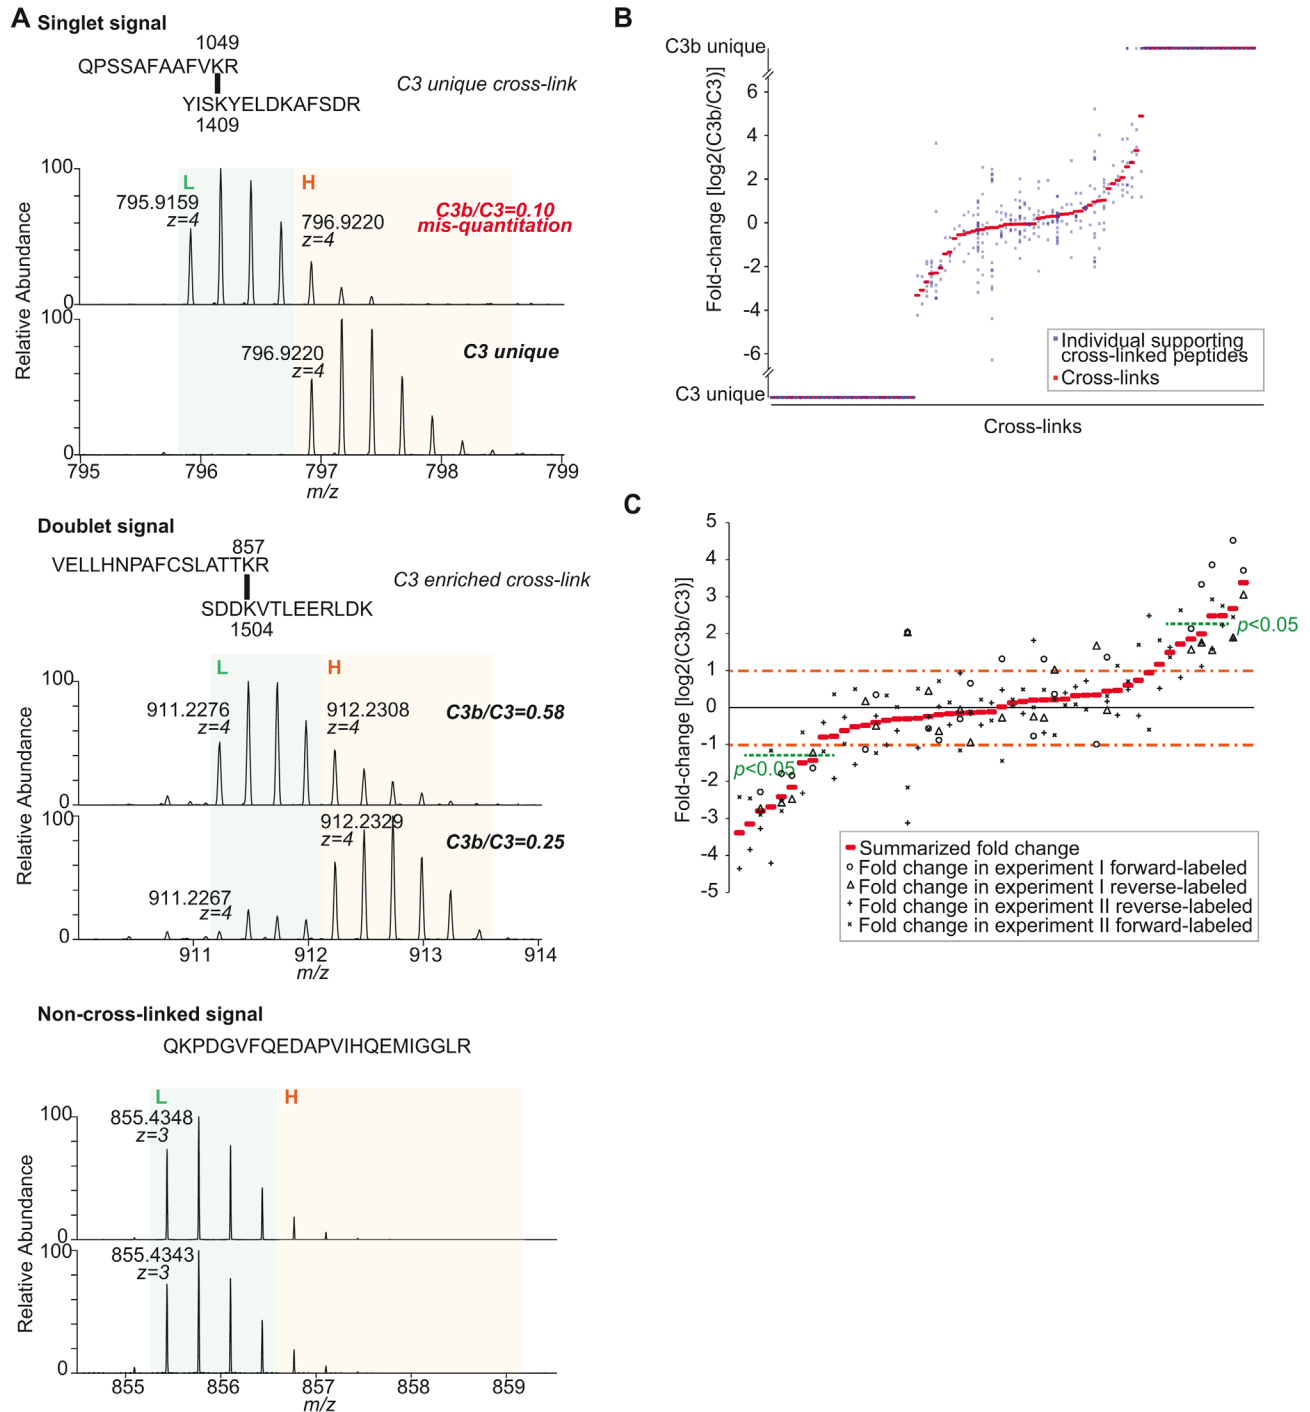 A
Singlet signal
1049
QPSSAFAAFVKR
C3 unique cross-link
YISKYELDKAFSDR
1409
100
L
H
795.9159
z=4
796.9220
z=4
C3b/C3=0.10
mis-quantitation
0
100
796.9220
z=4
C3 unique
0
Relative Abundance
795
796
797
798
799
m/z
Doublet signal
857
VELLHNPAFCSLATTKR
C3 enriched cross-link
SDDKVTLEERLDK
1504
L
H
100
911.2276
z=4
912.2308
z=4
C3b/C3=0.58
0
100
912.2329
z=4
C3b/C3=0.25
911.2267
z=4
0
Relative Abundance
911
912
913
914
m/z
Non-cross-linked signal
QKPDGVFQEDAPVIHQEMIGGLR
L
H
100
855.4348
z=3
Relative Abundance
0
100
855.4343
z=3
Relative Abundance
0
855
856
857
858
859
m/z
B
C3b unique
6
4
2
0
-2
-4
-6
C3 unique
Fold-change [log2(C3b/C3)]
Individual supporting
cross-linked peptides
Cross-links
Cross-links
C
5
4
3
2
1
0
-1
-2
-3
-4
-5
Fold-change [log2(C3b/C3)]
p<0.05
p<0.05
Summarized fold change
Fold change in experiment I forward-labeled
Fold change in experiment I reverse-labeled
Fold change in experiment II reverse-labeled
Fold change in experiment II forward-labeled